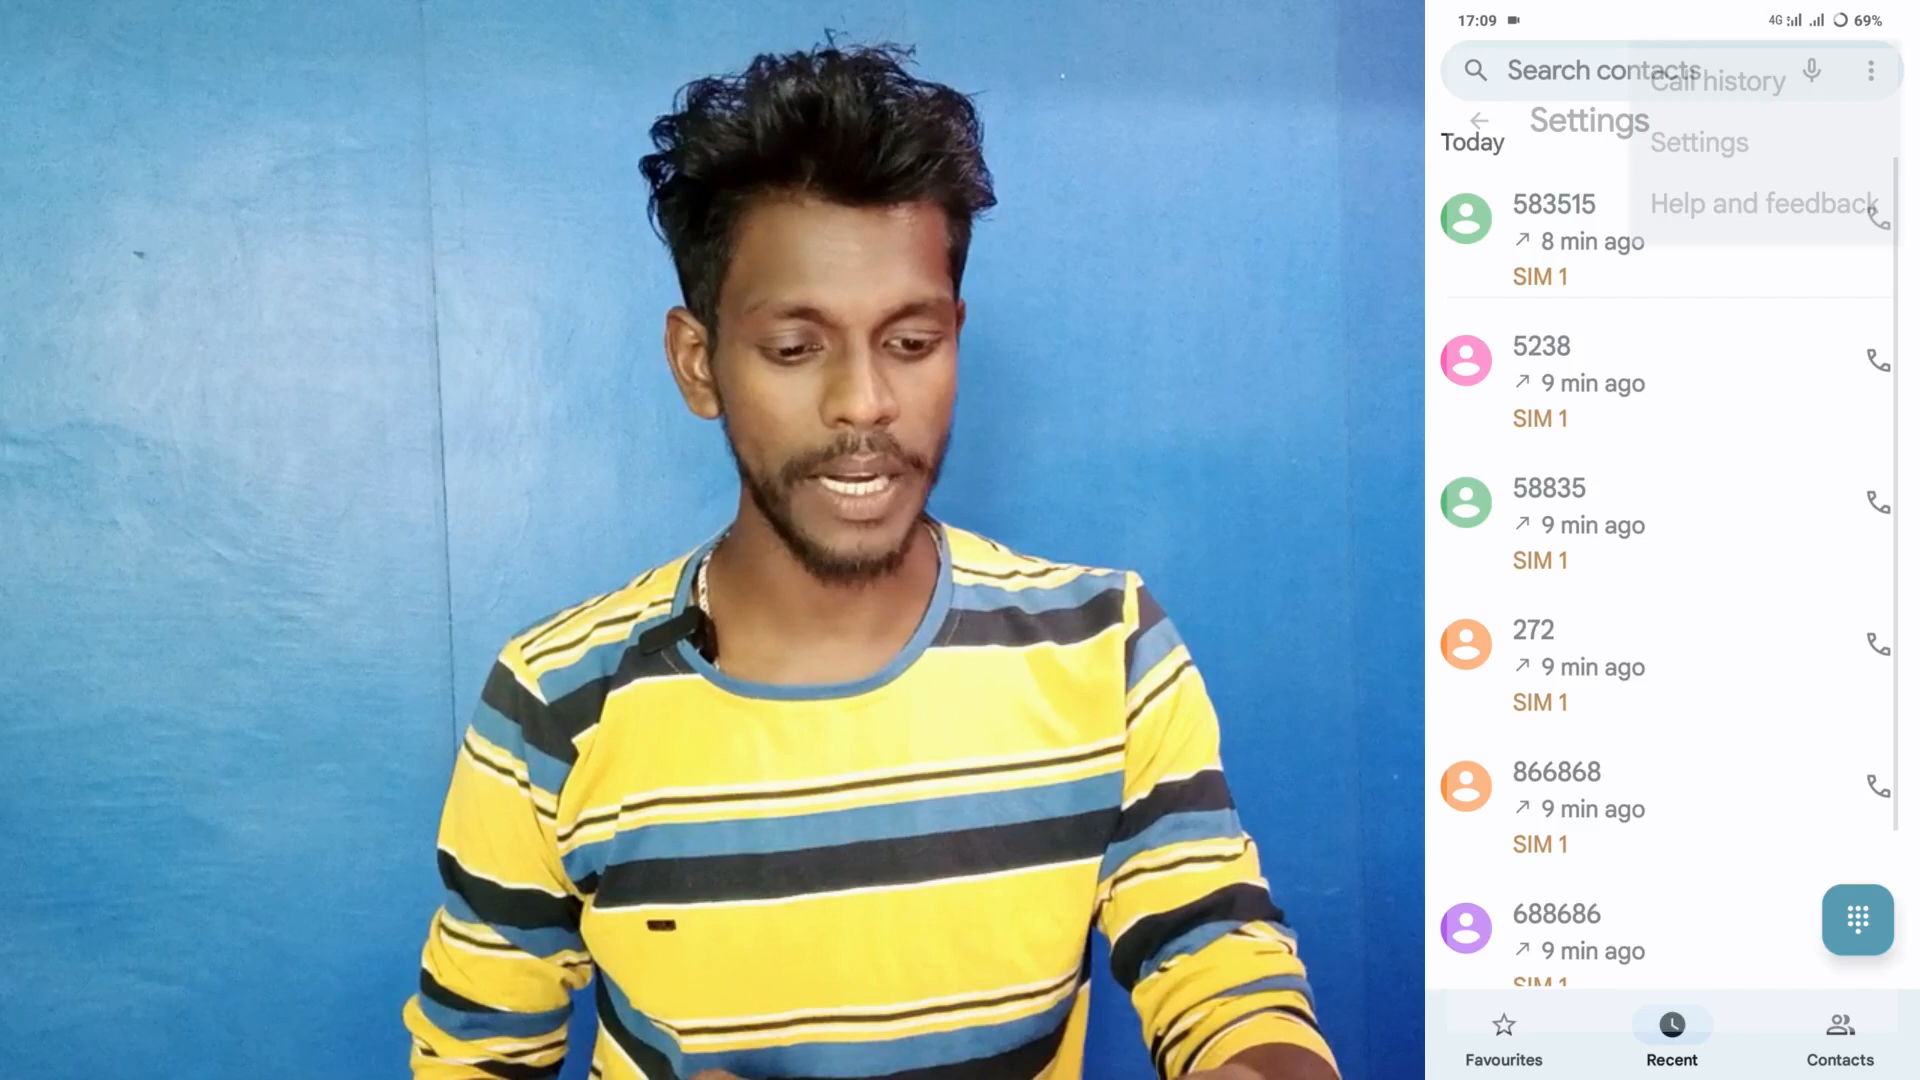 17:09
4G 69%
Search contacts
Call history
Settings
Today
Settings
Help and feedback
583515
8 min ago
SIM 1
5238
9 min ago
SIM 1
58835
9 min ago
SIM 1
272
9 min ago
SIM 1
866868
9 min ago
SIM 1
688686
9 min ago
SIM 1
Favourites
Recent
Contacts